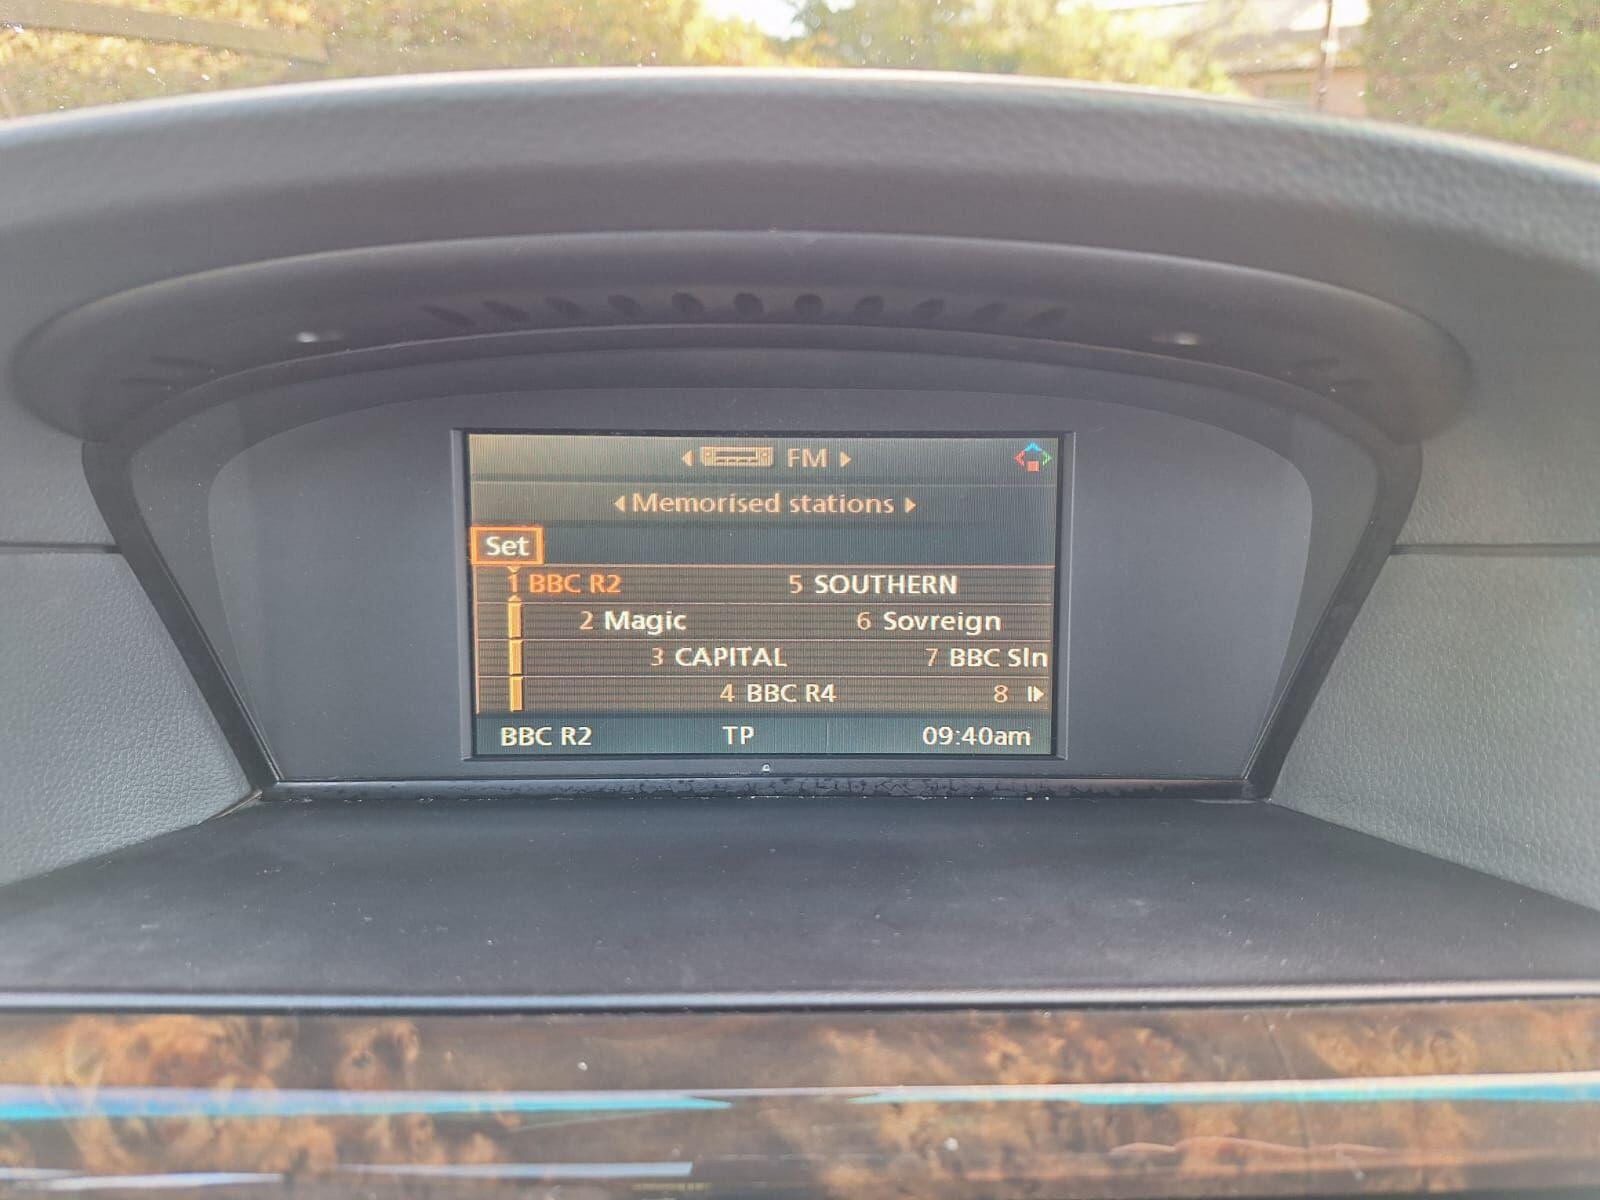 FM
Memorised stations
Set
1 BBC R2 5 SOUTHERN
2 Magic 6 Sovreign
3 CAPITAL 7 BBC Sln
4 BBC R4 8
BBC R2 TP 09:40am